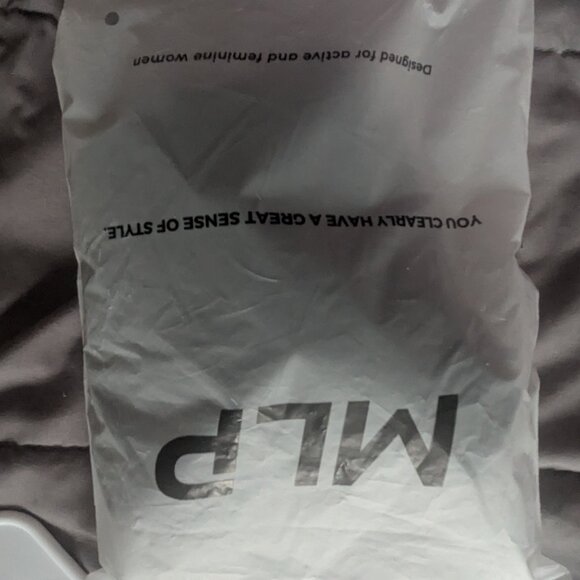 MLP
YOU CLEARLY HAVE A GREAT SENSE OF STYLE.
Designed for active and feminine women